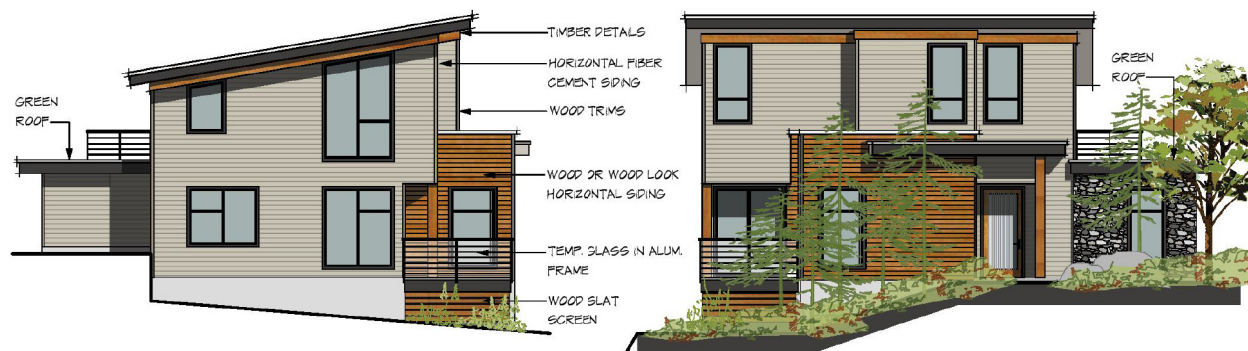 GREEN
ROOF
TIMBER DETAILS
HORIZONTAL FIBER
CEMENT SIDING
WOOD TRIMS
WOOD OR WOOD LOOK
HORIZONTAL SIDING
TEMP. GLASS IN ALUM.
FRAME
WOOD SLAT
SCREEN
GREEN
ROOF